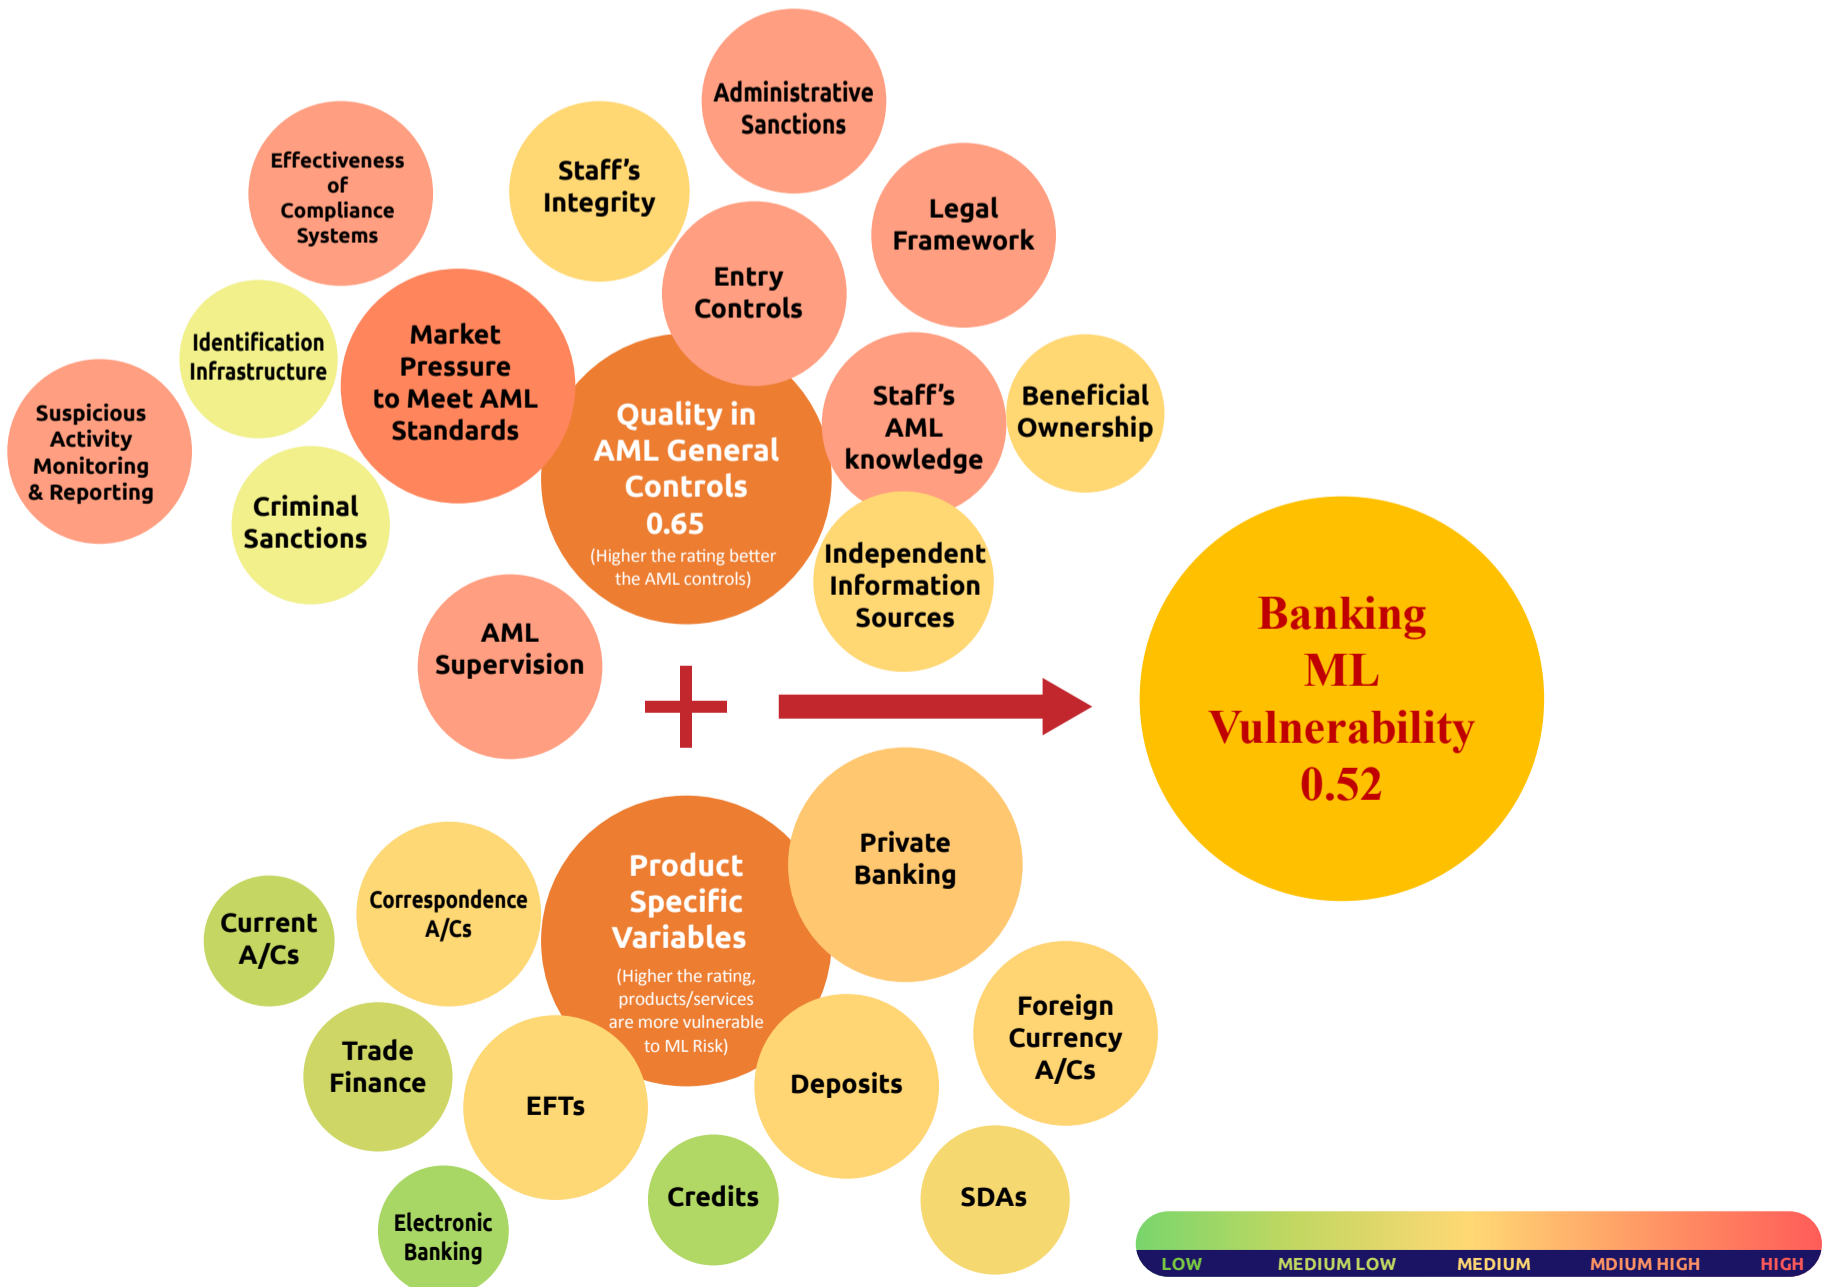 Administrative
Sanctions
Effectiveness
of
Compliance
Systems
Staff’s
Integrity
Legal
Framework
Entry
Controls
Identification
Infrastructure
Market
Pressure
to Meet AML
Standards
Suspicious
Activity
Monitoring
& Reporting
Quality in
AML General
Controls
0.65
(Higher the rating better
the AML controls)
Staff’s
AML
knowledge
Beneficial
Ownership
Criminal
Sanctions
Independent
Information
Sources
AML
Supervision
Banking
ML
Vulnerability
0.52
Private
Banking
Product
Specific
Variables
(Higher the rating,
products/services
are more vulnerable
to ML Risk)
Correspondence
A/Cs
Current
A/Cs
Foreign
Currency
A/Cs
Trade
Finance
EFTs
Deposits
Credits
SDAs
Electronic
Banking
LOW MEDIUM LOW MEDIUM MDIUM HIGH HIGH